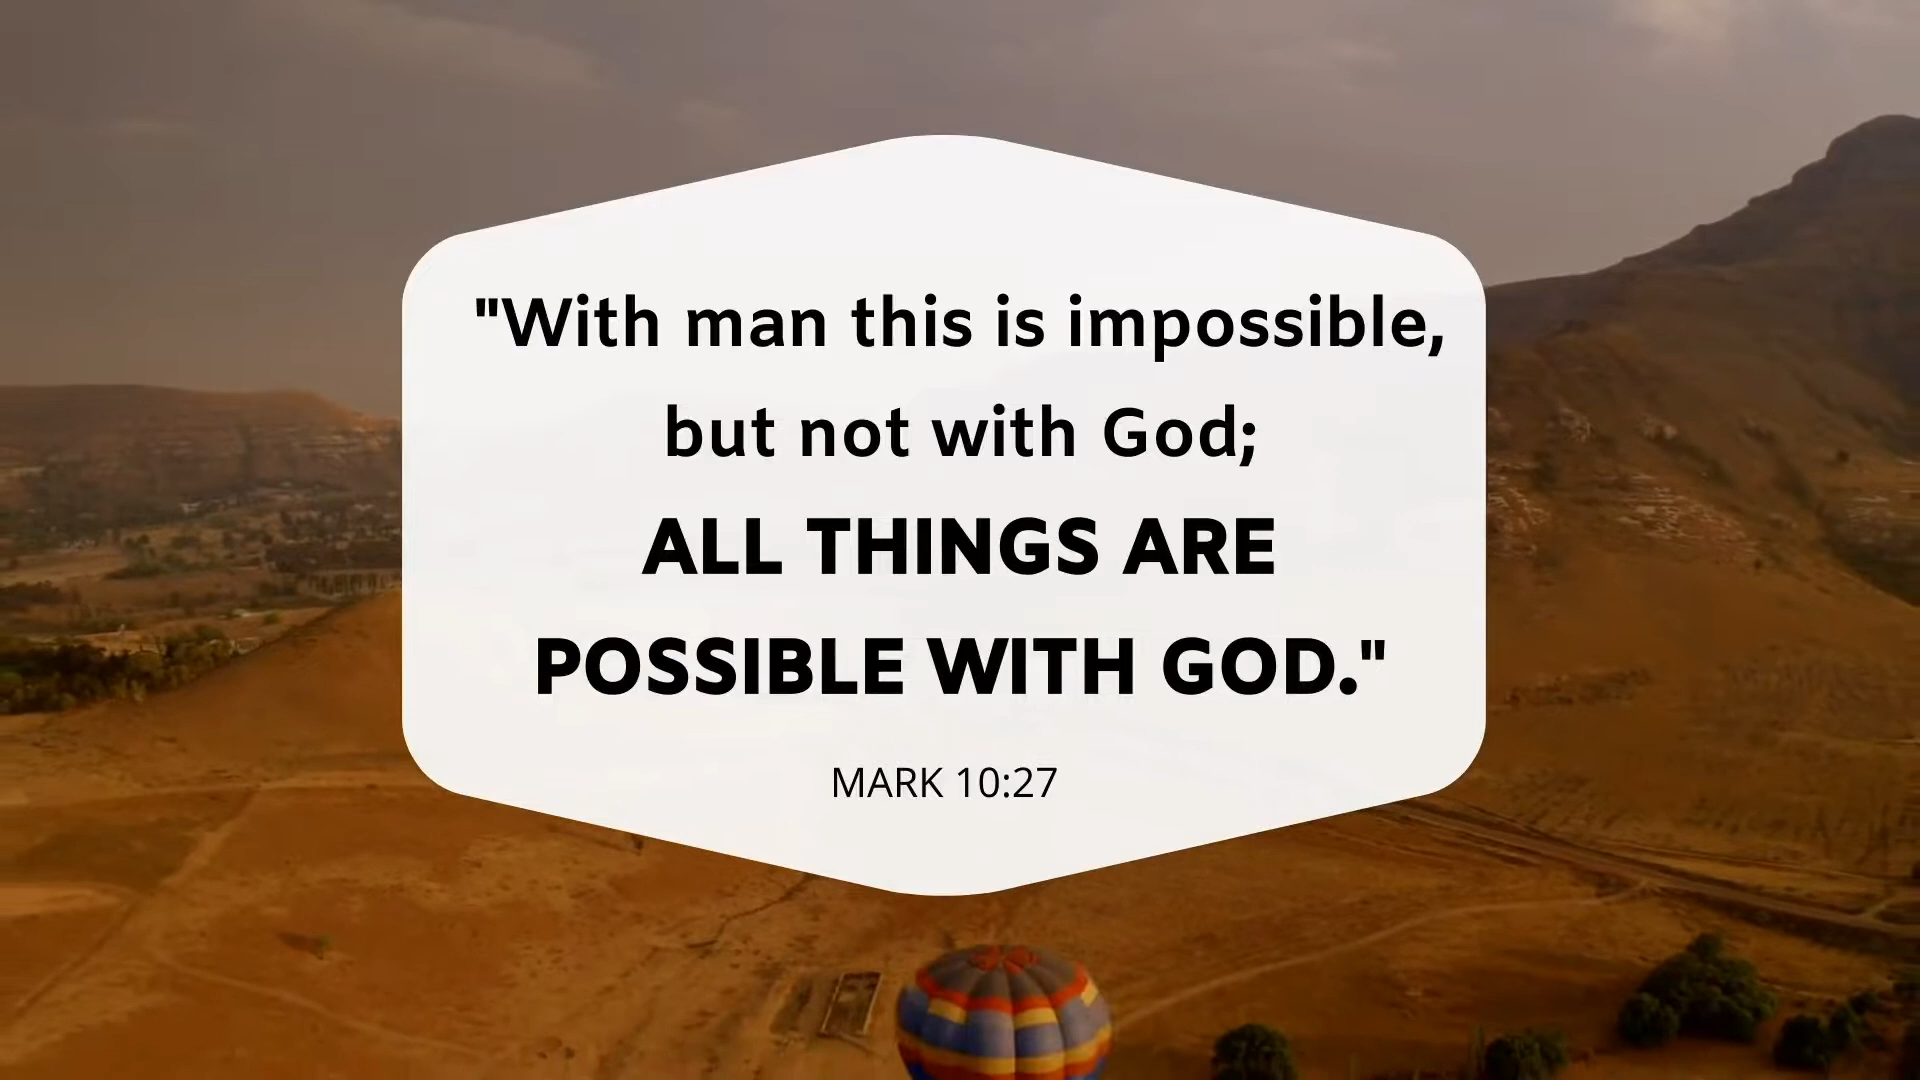 "With man this is impossible,
but not with God;
ALL THINGS ARE
POSSIBLE WITH GOD."
MARK 10:27